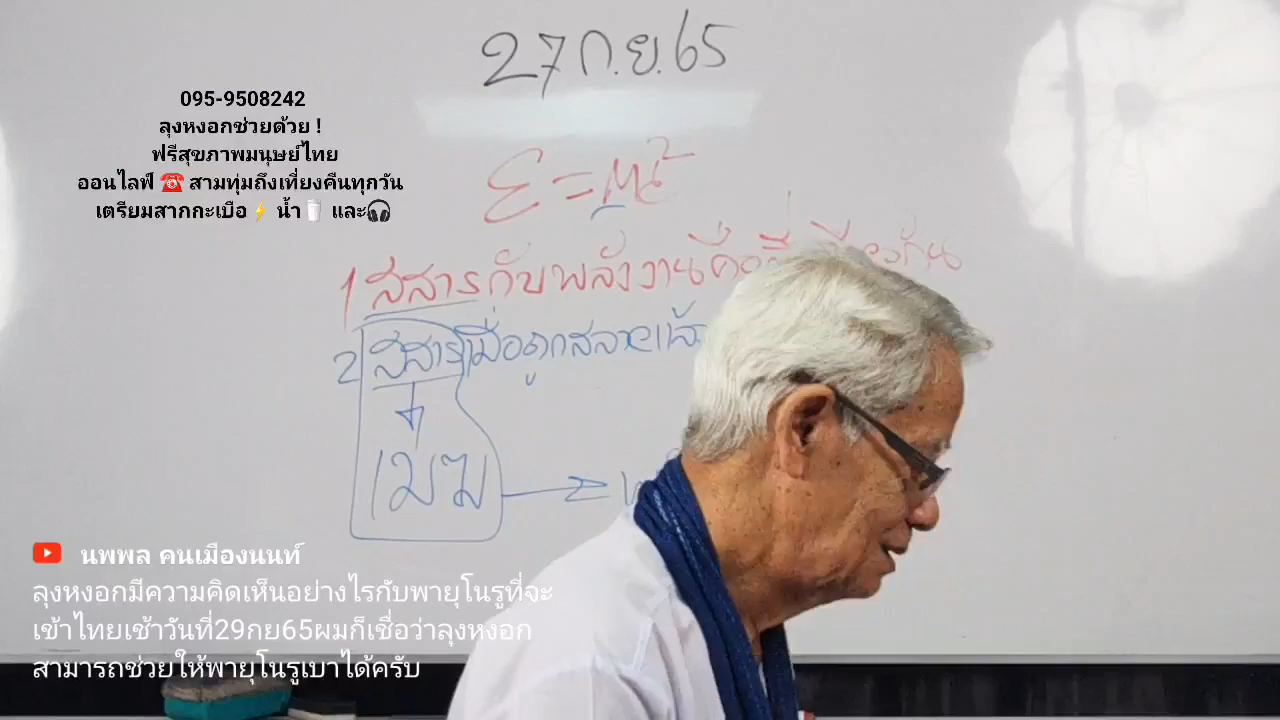 27 ก.ย.65
095-9508242
ลุงหงอกช่วยด้วย !
ฟรีสุขภาพมนุษย์ไทย
ออนไลฟ์ ☎️ สามทุ่มถึงเที่ยงคืนทุกวัน
เตรียมสากกะเบือ⚡ น้ำ🥛 และ🎧
1 สสารกับพลังงานคือ
2 สสารเมื่อถูกสลายแล้ว
เมฆ
นพพล คนเมืองนนท์
ลุงหงอกมีความคิดเห็นอย่างไรกับพายุโนรูที่จะ
เข้าไทยเช้าวันที่29กย65ผมก็เชื่อว่าลุงหงอก
สามารถช่วยให้พายุโนรูเบาได้ครับ